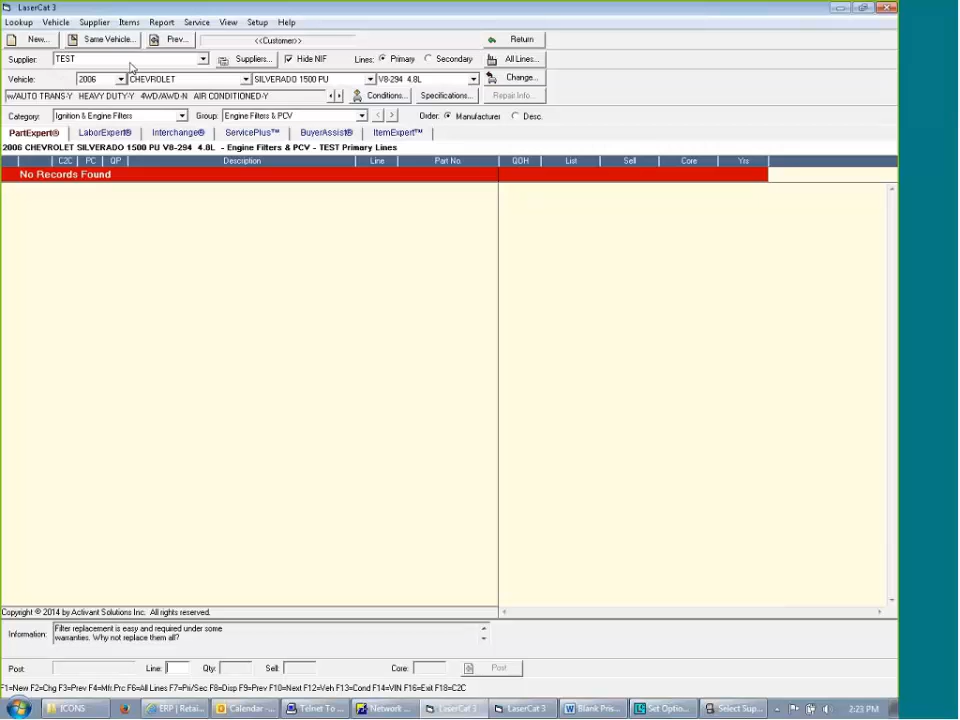 LaserCat 3
Lookup Vehicle Supplier Items Report Service View Setup Help
New... Same Vehicle... Prev... <<Customer>> Return
Supplier: TEST Suppliers... Hide NIF Lines: Primary Secondary All Lines...
Vehicle: 2006 CHEVROLET SILVERADO 1500 PU V8-294 4.8L Change...
w/AUTO TRANS-Y HEAVY DUTY-Y 4WD/AWD-N AIR CONDITIONED-Y Conditions... Specifications... Repair Info...
Category: Ignition & Engine Filters Group: Engine Filters & PCV < > Order: Manufacturer Desc.
PartExpert® LaborExpert® Interchange® ServicePlus™ BuyerAssist® ItemExpert™
2006 CHEVROLET SILVERADO 1500 PU V8-294 4.8L - Engine Filters & PCV - TEST Primary Lines
C2C PC QP Description Line Part No. QOH List Sell Core Yrs
No Records Found
Copyright © 2014 by Activant Solutions Inc. All rights reserved.
Information: Filter replacement is easy and required under some
warranties. Why not replace them all?
Post: Line: Qty: Sell: Core: Post
F1=New F2=Chg F3=Prev F4=Mfr.Prc F6=All Lines F7=Pri/Sec F8=Disp F9=Prev F10=Next F12=Veh F13=Cond F14=VIN F16=Exit F18=C2C
ICONS ERP | Retai... Calendar -... Telnet To ... Network ... LaserCat 3 LaserCat 3 Blank Pris... Set Optio... Select Sup... 2:23 PM